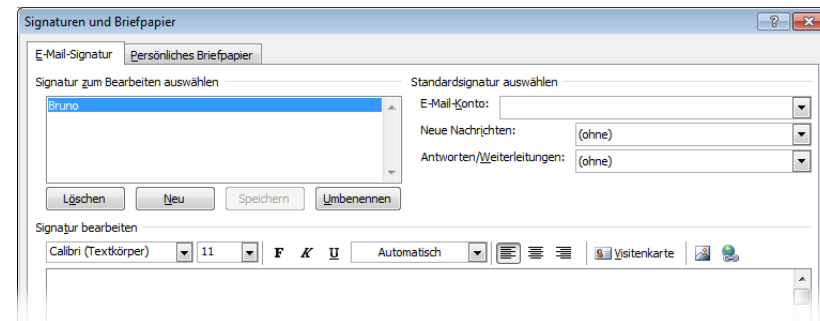 Signaturen und Briefpapier
E-Mail-Signatur Persönliches Briefpapier
Signatur zum Bearbeiten auswählen Standardsignatur auswählen
Bruno E-Mail-Konto:
Neue Nachrichten: (ohne)
Antworten/Weiterleitungen: (ohne)
Löschen Neu Speichern Umbenennen
Signatur bearbeiten
Calibri (Textkörper) 11 F K U Automatisch Visitenkarte